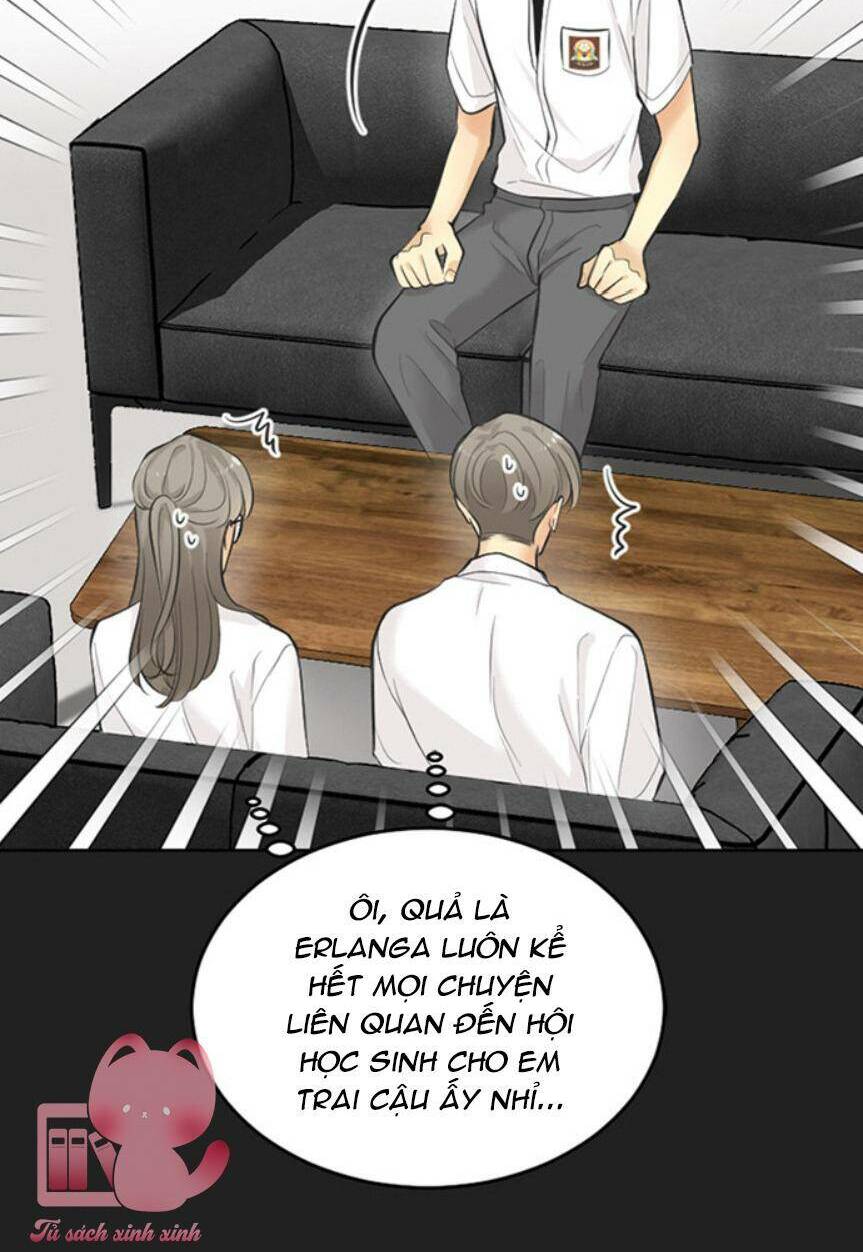 ÔI, QUẢ LÀ
ERLANGA LUÔN KỂ
HẾT MỌI CHUYỆN
LIÊN QUAN ĐẾN HỘI
HỌC SINH CHO EM
TRAI CẬU ẤY NHỈ...
Tủ sách xinh xinh